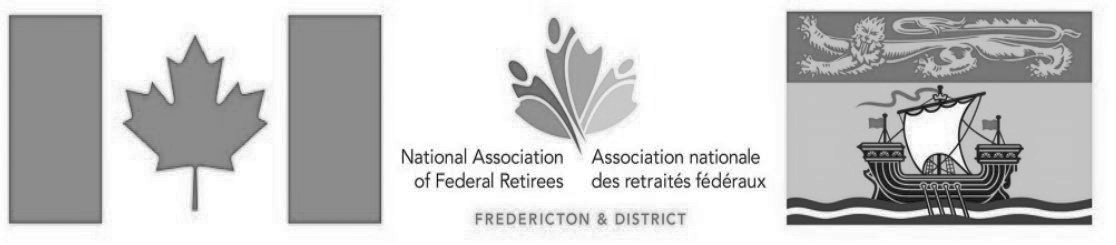 National Association
of Federal Retirees
Association nationale
des retraités fédéraux
FREDERICTON & DISTRICT